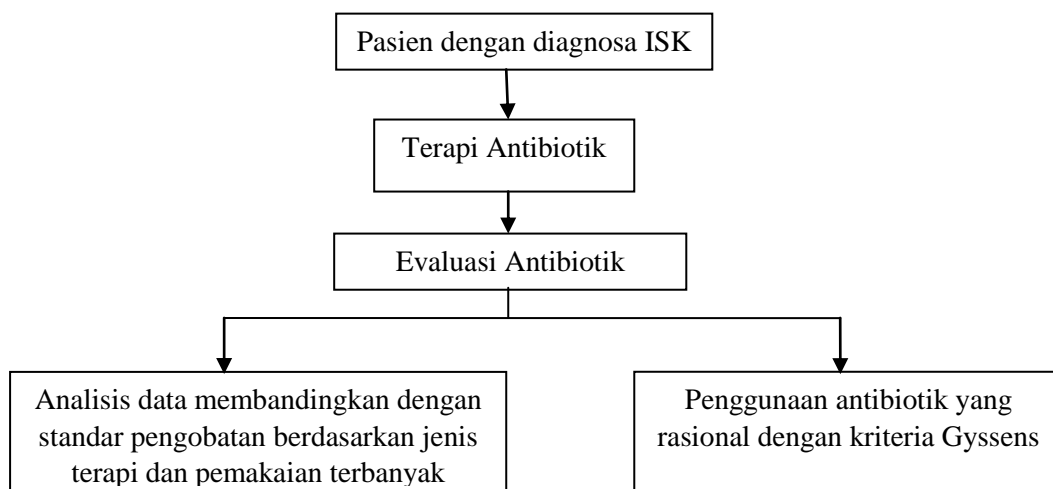 Pasien dengan diagnosa ISK
Terapi Antibiotik
Evaluasi Antibiotik
Analisis data membandingkan dengan
standar pengobatan berdasarkan jenis
terapi dan pemakaian terbanyak
Penggunaan antibiotik yang
rasional dengan kriteria Gyssens